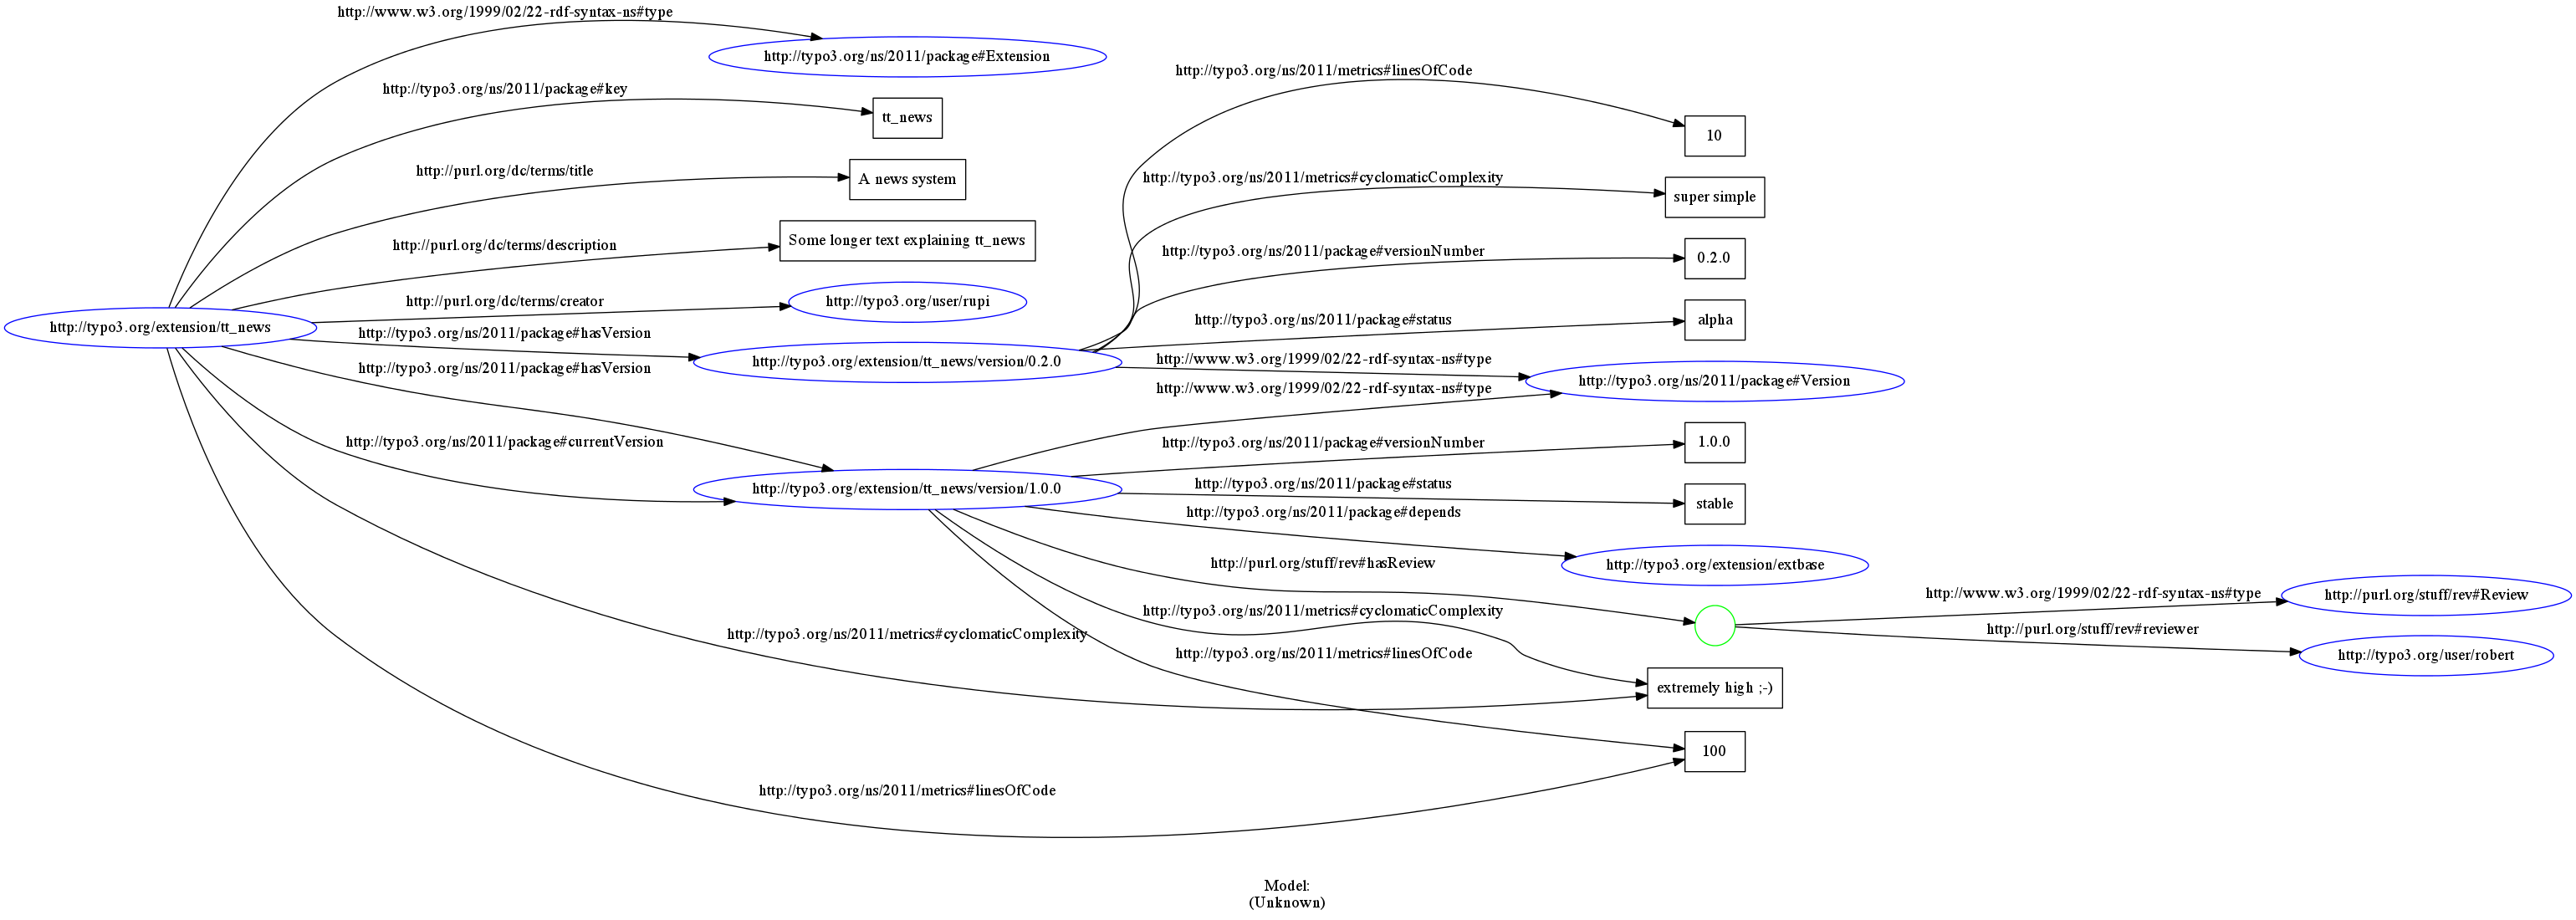 http://www.w3.org/1999/02/22-rdf-syntax-ns#type
http://typo3.org/ns/2011/package#Extension
http://typo3.org/ns/2011/metrics#linesOfCode
http://typo3.org/ns/2011/package#key
tt_news
10
http://purl.org/dc/terms/title
A news system
http://typo3.org/ns/2011/metrics#cyclomaticComplexity
super simple
http://purl.org/dc/terms/description
Some longer text explaining tt_news
http://typo3.org/ns/2011/package#versionNumber
0.2.0
http://purl.org/dc/terms/creator
http://typo3.org/user/rupi
http://typo3.org/ns/2011/package#status
alpha
http://typo3.org/extension/tt_news
http://typo3.org/ns/2011/package#hasVersion
http://typo3.org/extension/tt_news/version/0.2.0
http://www.w3.org/1999/02/22-rdf-syntax-ns#type
http://typo3.org/ns/2011/package#Version
http://typo3.org/ns/2011/package#hasVersion
http://www.w3.org/1999/02/22-rdf-syntax-ns#type
http://typo3.org/ns/2011/package#currentVersion
http://typo3.org/ns/2011/package#versionNumber
1.0.0
http://typo3.org/extension/tt_news/version/1.0.0
http://typo3.org/ns/2011/package#status
stable
http://typo3.org/ns/2011/package#depends
http://typo3.org/extension/extbase
http://purl.org/stuff/rev#hasReview
http://www.w3.org/1999/02/22-rdf-syntax-ns#type
http://purl.org/stuff/rev#Review
http://typo3.org/ns/2011/metrics#cyclomaticComplexity
http://purl.org/stuff/rev#reviewer
http://typo3.org/user/robert
http://typo3.org/ns/2011/metrics#cyclomaticComplexity
http://typo3.org/ns/2011/metrics#linesOfCode
extremely high ;-)
100
http://typo3.org/ns/2011/metrics#linesOfCode
Model:
(Unknown)